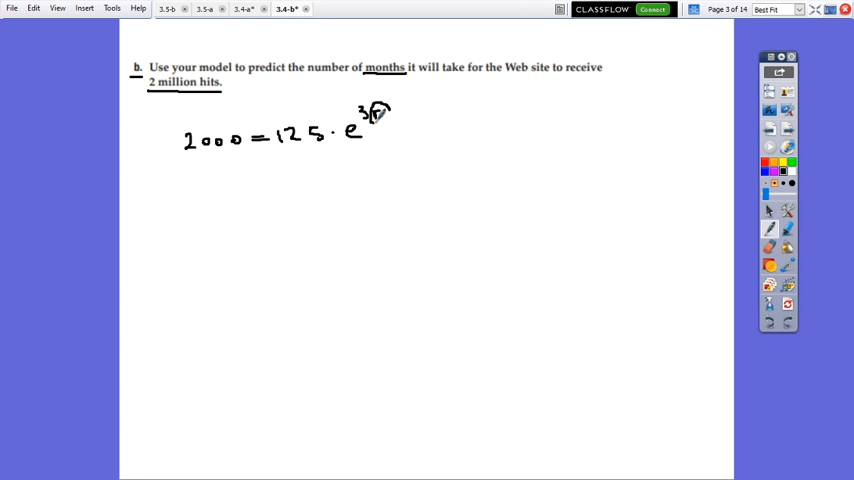 File Edit View Insert Tools Help 3.5-b 3.5-a 3.4-a* 3.4-b* CLASSFLOW Connect Page 3 of 14 Best Fit
b. Use your model to predict the number of months it will take for the Web site to receive
2 million hits.
2000 = 125 · e^3